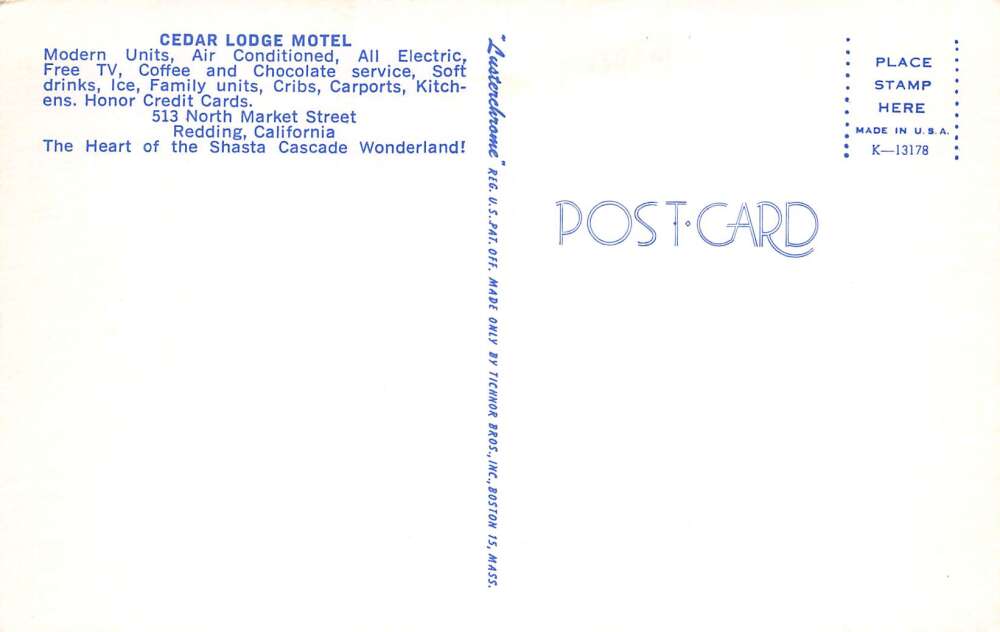 CEDAR LODGE MOTEL
Modern Units, Air Conditioned, All Electric,
Free TV, Coffee and Chocolate service, Soft
drinks, Ice, Family units, Cribs, Carports, Kitch-
ens. Honor Credit Cards.
513 North Market Street
Redding, California
The Heart of the Shasta Cascade Wonderland!
"Lusterchrome" REG. U.S. PAT. OFF. MADE ONLY BY TICHNOR BROS., INC., BOSTON 15, MASS.
PLACE
STAMP
HERE
MADE IN U.S.A.
K—13178
POST·CARD